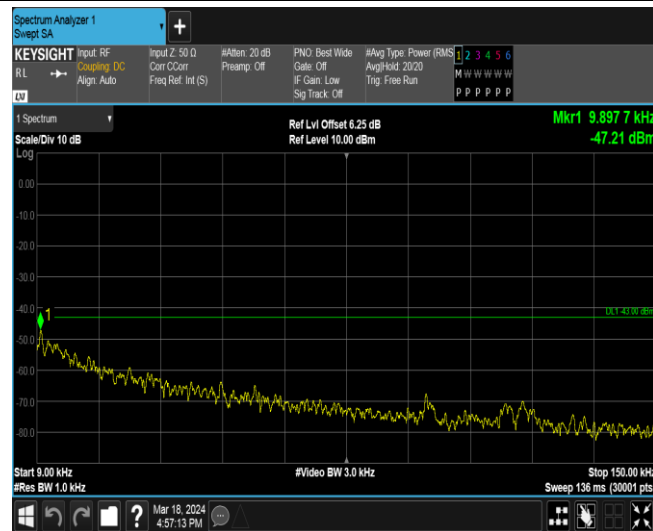 Spectrum Analyzer 1
Swept SA
+
KEYSIGHT Input: RF Input Z: 50 Ω #Atten: 20 dB PNO: Best Wide #Avg Type: Power (RMS 1 2 3 4 5 6
RL Coupling: DC Corr CCorr Preamp: Off Gate: Off Avg|Hold: 20/20 M W W W W W
Align: Auto Freq Ref: Int (S) IF Gain: Low Trig: Free Run
Sig Track: Off P P P P P P
LXI
1 Spectrum Ref Lvl Offset 6.25 dB Mkr1 9.897 7 kHz
Scale/Div 10 dB Ref Level 10.00 dBm -47.21 dBm
Log
0.00
-10.0
-20.0
-30.0
-40.0
1
DL1 -43.00 dBm
-50.0
-60.0
-70.0
-80.0
Start 9.00 kHz #Video BW 3.0 kHz Stop 150.00 kHz
#Res BW 1.0 kHz Sweep 136 ms (30001 pts
? Mar 18, 2024
4:57:13 PM